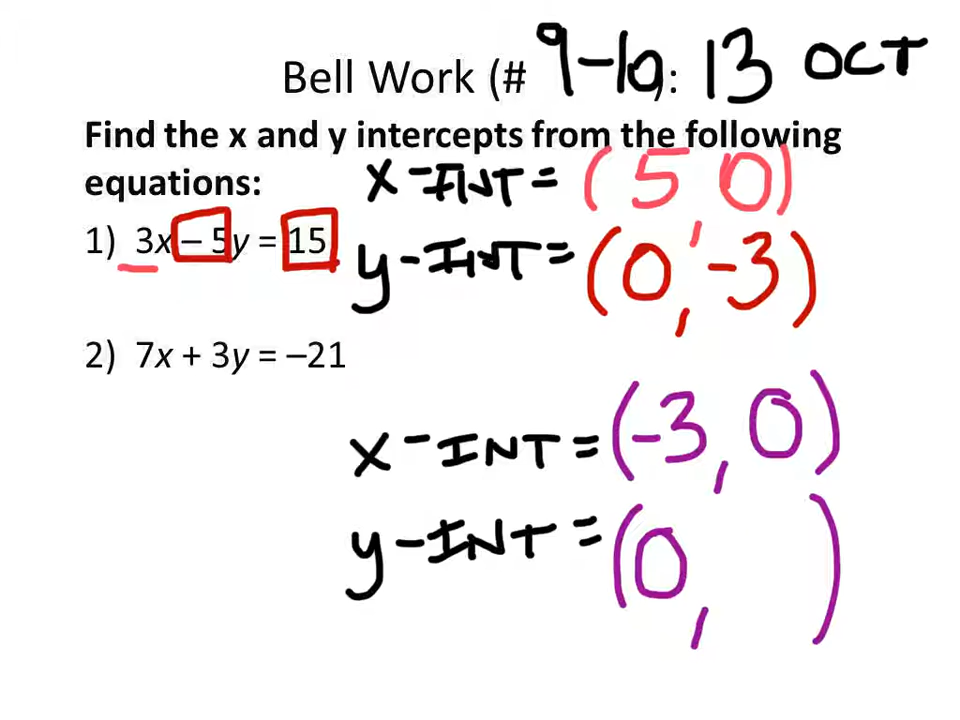 Bell Work (# 9-10): 13 OCT
Find the x and y intercepts from the following
equations:
x-INT = (5, 0)
1) 3x – 5y = 15
y-INT = (0, -3)
2) 7x + 3y = –21
x-INT = (-3, 0)
y-INT = (0, )